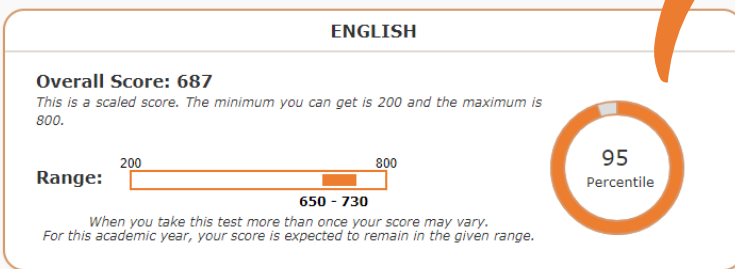 ENGLISH
Overall Score: 687
This is a scaled score. The minimum you can get is 200 and the maximum is
800.
200 800
Range:
650 - 730
When you take this test more than once your score may vary.
For this academic year, your score is expected to remain in the given range.
95
Percentile